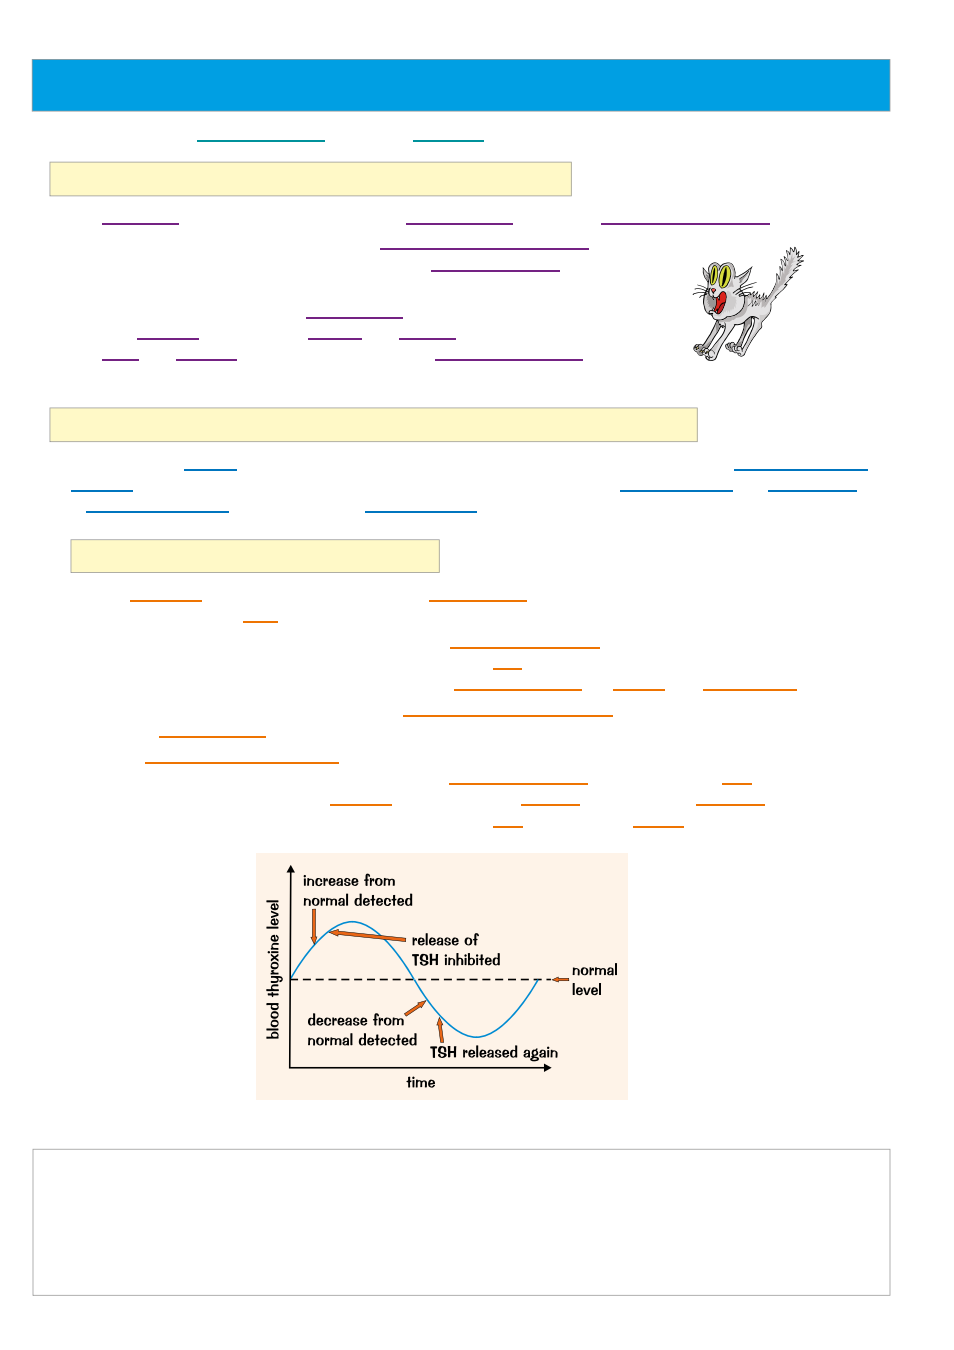 increase from
normal detected
release of
TSH inhibited
normal
level
blood thyroxine level
decrease from
normal detected
TSH released again
time